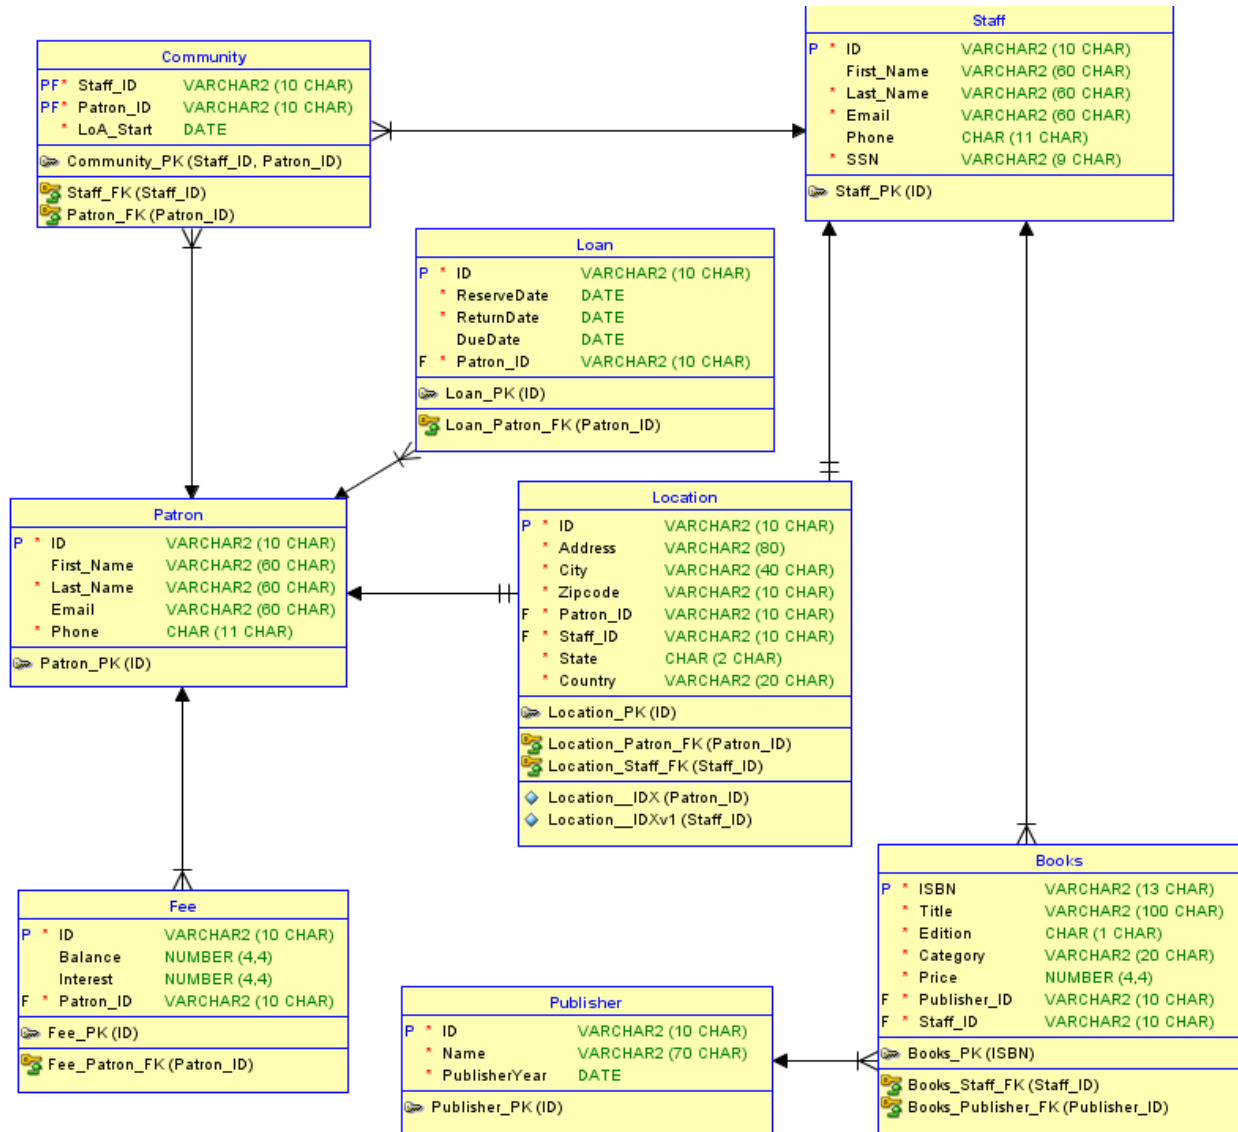 Community
PF* Staff_ID VARCHAR2 (10 CHAR)
PF* Patron_ID VARCHAR2 (10 CHAR)
* LoA_Start DATE
Community_PK (Staff_ID, Patron_ID)
Staff_FK (Staff_ID)
Patron_FK (Patron_ID)
Staff
P * ID VARCHAR2 (10 CHAR)
First_Name VARCHAR2 (60 CHAR)
* Last_Name VARCHAR2 (60 CHAR)
* Email VARCHAR2 (60 CHAR)
Phone CHAR (11 CHAR)
* SSN VARCHAR2 (9 CHAR)
Staff_PK (ID)
Loan
P * ID VARCHAR2 (10 CHAR)
* ReserveDate DATE
* ReturnDate DATE
DueDate DATE
F * Patron_ID VARCHAR2 (10 CHAR)
Loan_PK (ID)
Loan_Patron_FK (Patron_ID)
Patron
P * ID VARCHAR2 (10 CHAR)
First_Name VARCHAR2 (60 CHAR)
* Last_Name VARCHAR2 (60 CHAR)
Email VARCHAR2 (60 CHAR)
* Phone CHAR (11 CHAR)
Patron_PK (ID)
Location
P * ID VARCHAR2 (10 CHAR)
* Address VARCHAR2 (80)
* City VARCHAR2 (40 CHAR)
* Zipcode VARCHAR2 (10 CHAR)
F * Patron_ID VARCHAR2 (10 CHAR)
F * Staff_ID VARCHAR2 (10 CHAR)
* State CHAR (2 CHAR)
* Country VARCHAR2 (20 CHAR)
Location_PK (ID)
Location_Patron_FK (Patron_ID)
Location_Staff_FK (Staff_ID)
Location__IDX (Patron_ID)
Location__IDXv1 (Staff_ID)
Fee
P * ID VARCHAR2 (10 CHAR)
Balance NUMBER (4,4)
Interest NUMBER (4,4)
F * Patron_ID VARCHAR2 (10 CHAR)
Fee_PK (ID)
Fee_Patron_FK (Patron_ID)
Publisher
P * ID VARCHAR2 (10 CHAR)
* Name VARCHAR2 (70 CHAR)
* PublisherYear DATE
Publisher_PK (ID)
Books
P * ISBN VARCHAR2 (13 CHAR)
* Title VARCHAR2 (100 CHAR)
* Edition CHAR (1 CHAR)
* Category VARCHAR2 (20 CHAR)
* Price NUMBER (4,4)
F * Publisher_ID VARCHAR2 (10 CHAR)
F * Staff_ID VARCHAR2 (10 CHAR)
Books_PK (ISBN)
Books_Staff_FK (Staff_ID)
Books_Publisher_FK (Publisher_ID)